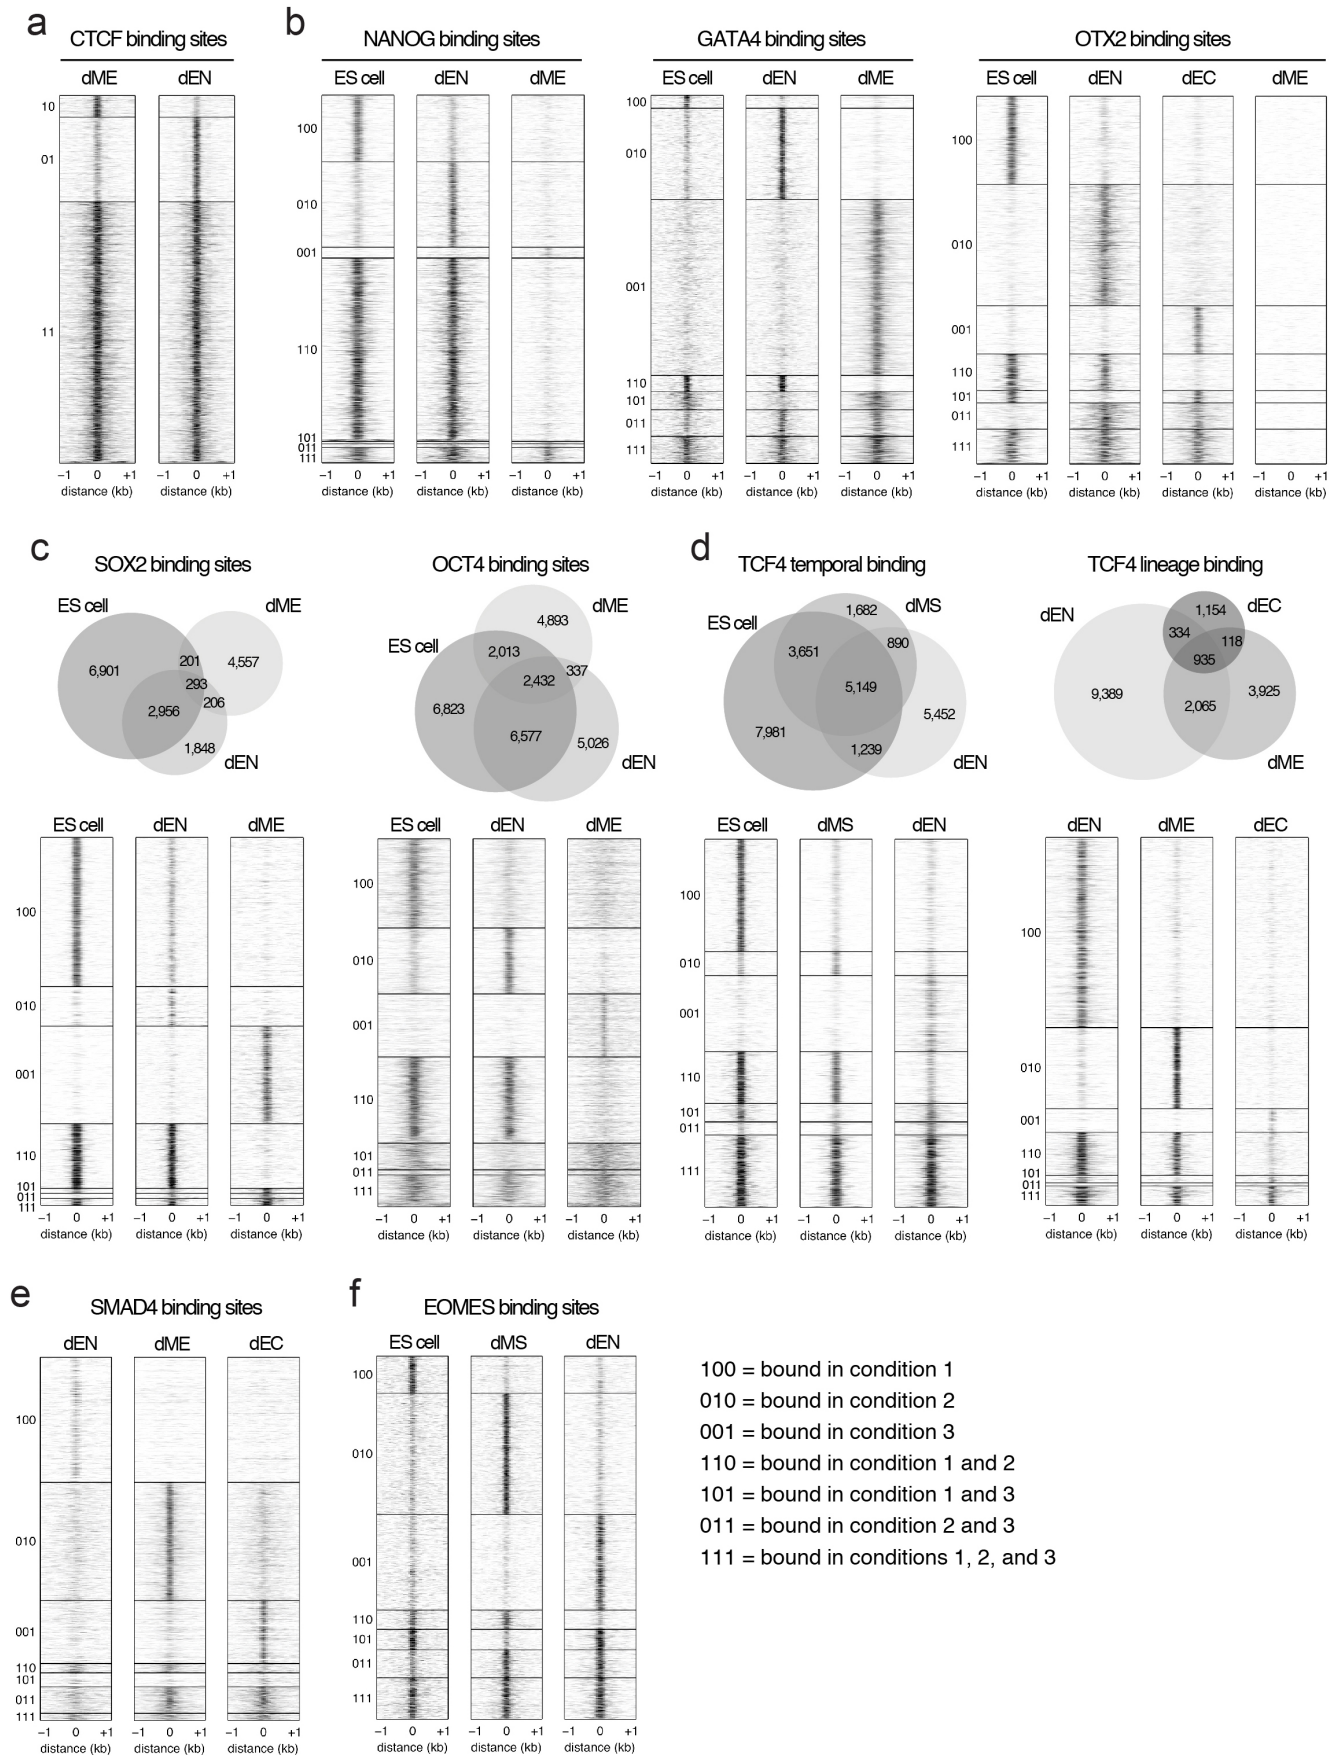 a
CTCF binding sites
dME dEN
10
01
11
−1 0 +1 −1 0 +1
distance (kb) distance (kb)
b
NANOG binding sites
ES cell dEN dME
100
010
001
110
101
011
111
−1 0 +1 −1 0 +1 −1 0 +1
distance (kb) distance (kb) distance (kb)
GATA4 binding sites
ES cell dEN dME
100
010
001
110
101
011
111
−1 0 +1 −1 0 +1 −1 0 +1
distance (kb) distance (kb) distance (kb)
OTX2 binding sites
ES cell dEN dEC dME
100
010
001
110
101
011
111
−1 0 +1 −1 0 +1 −1 0 +1 −1 0 +1
distance (kb) distance (kb) distance (kb) distance (kb)
c
SOX2 binding sites
ES cell
dME
6,901
201
4,557
293
206
2,956
1,848
dEN
ES cell dEN dME
100
010
001
110
101
011
111
−1 0 +1 −1 0 +1 −1 0 +1
distance (kb) distance (kb) distance (kb)
OCT4 binding sites
dME
4,893
ES cell
2,013
337
2,432
6,823
6,577
5,026
dEN
ES cell dEN dME
100
010
001
110
101
011
111
−1 0 +1 −1 0 +1 −1 0 +1
distance (kb) distance (kb) distance (kb)
d
TCF4 temporal binding
1,682
dMS
ES cell
3,651
890
5,149
5,452
7,981
1,239
dEN
ES cell dMS dEN
100
010
001
110
101
011
111
−1 0 +1 −1 0 +1 −1 0 +1
distance (kb) distance (kb) distance (kb)
TCF4 lineage binding
dEN
1,154
dEC
334
118
935
9,389
3,925
2,065
dME
dEN dME dEC
100
010
001
110
101
011
111
−1 0 +1 −1 0 +1 −1 0 +1
distance (kb) distance (kb) distance (kb)
e
SMAD4 binding sites
dEN dME dEC
100
010
001
110
101
011
111
−1 0 +1 −1 0 +1 −1 0 +1
distance (kb) distance (kb) distance (kb)
f
EOMES binding sites
ES cell dMS dEN
100
010
001
110
101
011
111
−1 0 +1 −1 0 +1 −1 0 +1
distance (kb) distance (kb) distance (kb)
100 = bound in condition 1
010 = bound in condition 2
001 = bound in condition 3
110 = bound in condition 1 and 2
101 = bound in condition 1 and 3
011 = bound in condition 2 and 3
111 = bound in conditions 1, 2, and 3